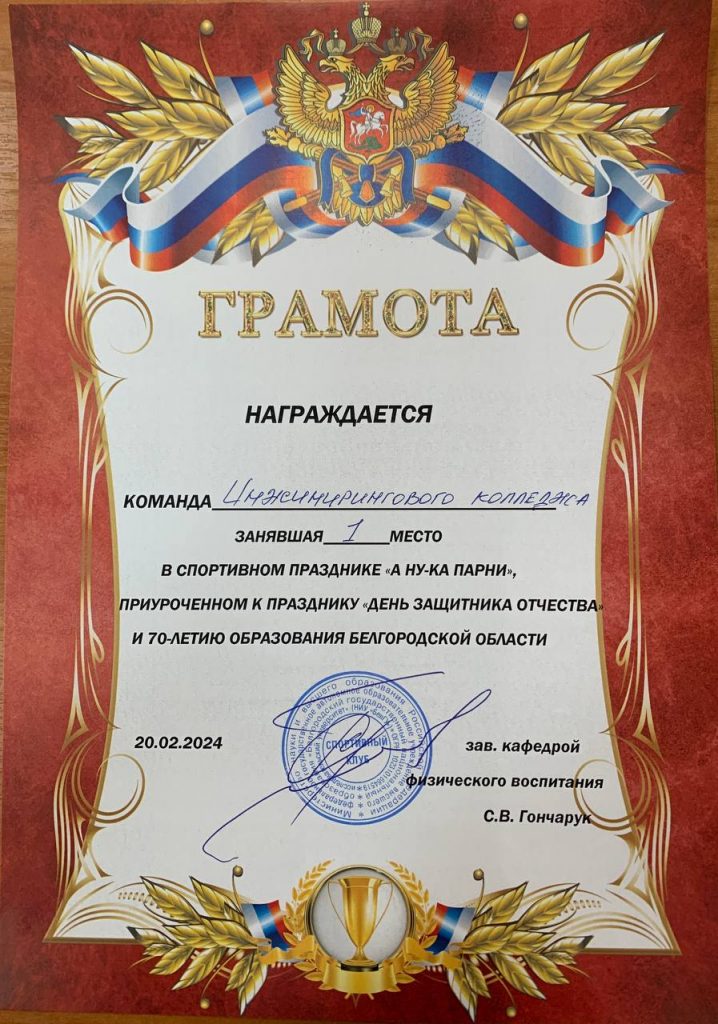 ГРАМОТА
НАГРАЖДАЕТСЯ
КОМАНДА Инжинирингового колледжа
ЗАНЯВШАЯ 1 МЕСТО
В СПОРТИВНОМ ПРАЗДНИКЕ «А НУ-КА ПАРНИ»,
ПРИУРОЧЕННОМ К ПРАЗДНИКУ «ДЕНЬ ЗАЩИТНИКА ОТЧЕСТВА»
И 70-ЛЕТИЮ ОБРАЗОВАНИЯ БЕЛГОРОДСКОЙ ОБЛАСТИ
20.02.2024
зав. кафедрой
физического воспитания
С.В. Гончарук
СПОРТИВНЫЙ
КЛУБ